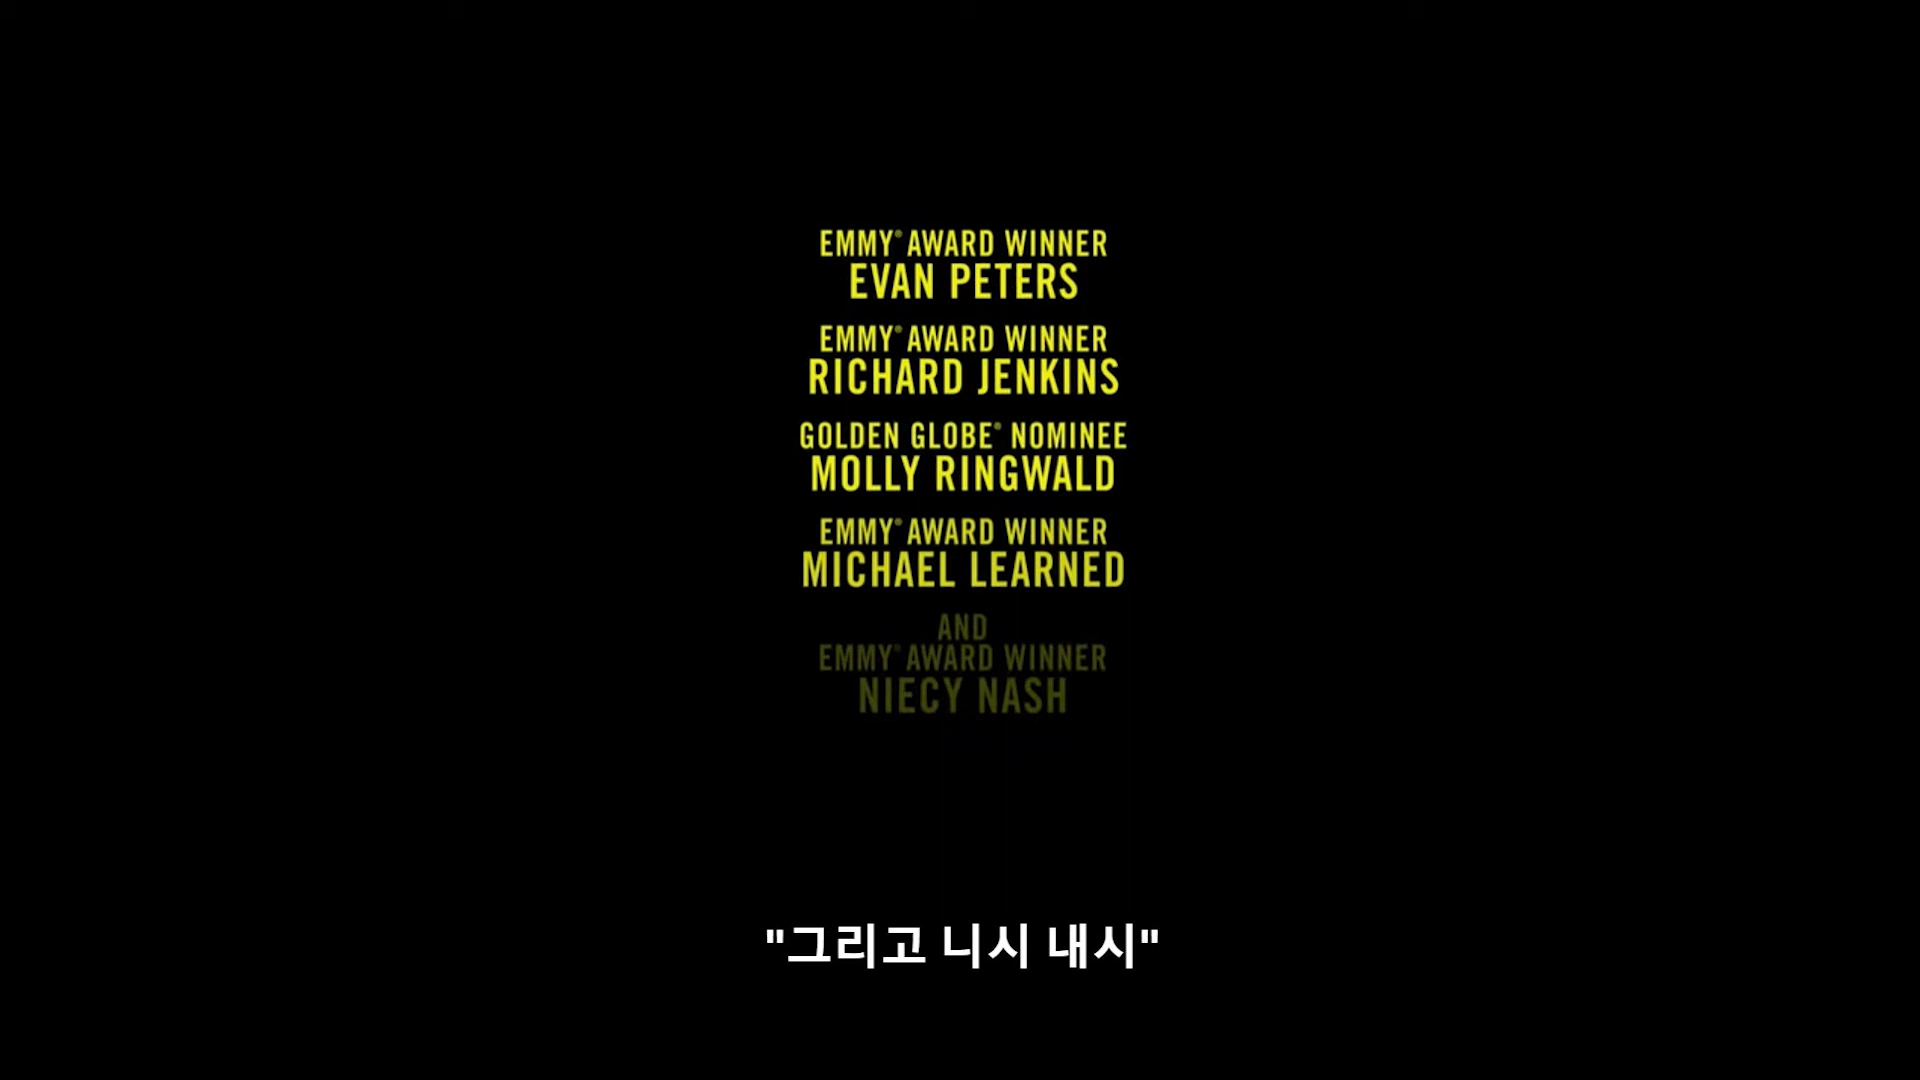 EMMY® AWARD WINNER
EVAN PETERS
EMMY® AWARD WINNER
RICHARD JENKINS
GOLDEN GLOBE® NOMINEE
MOLLY RINGWALD
EMMY® AWARD WINNER
MICHAEL LEARNED
AND
EMMY® AWARD WINNER
NIECY NASH
"그리고 니시 내시"